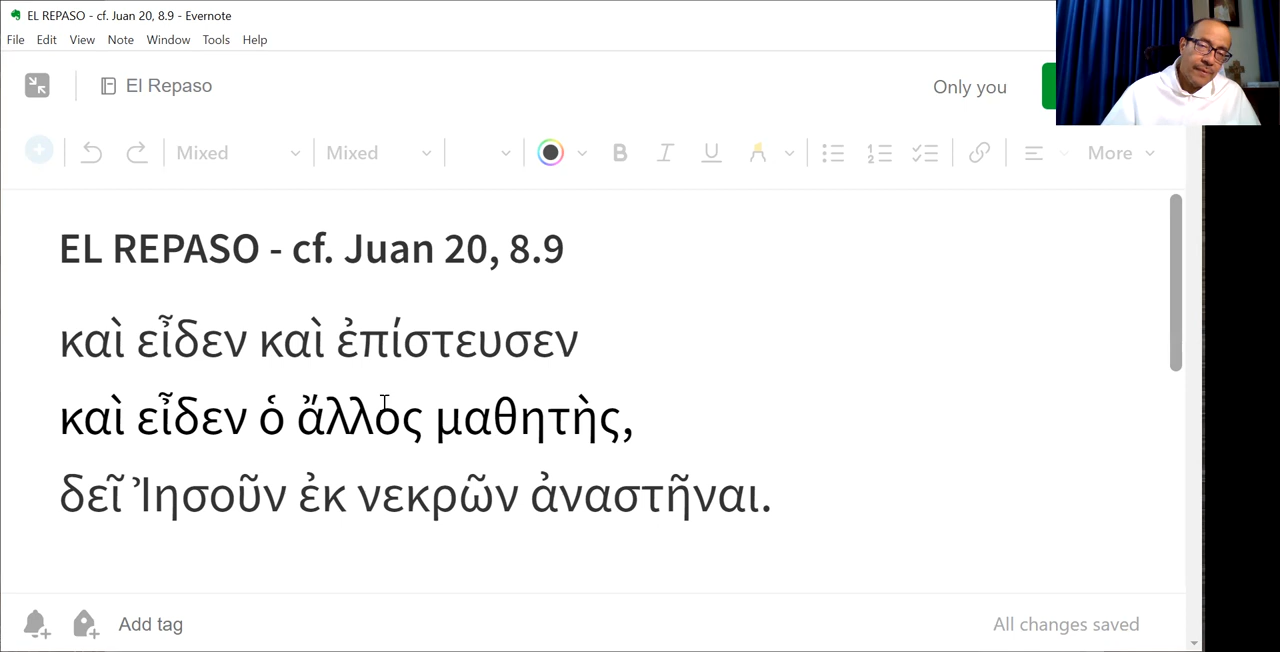 EL REPASO - cf. Juan 20, 8.9 - Evernote
File Edit View Note Window Tools Help
El Repaso
Only you
Mixed Mixed B I U More
EL REPASO - cf. Juan 20, 8.9
καὶ εἶδεν καὶ ἐπίστευσεν
καὶ εἶδεν ὁ ἄλλος μαθητὴς,
δεῖ Ἰησοῦν ἐκ νεκρῶν ἀναστῆναι.
Add tag
All changes saved